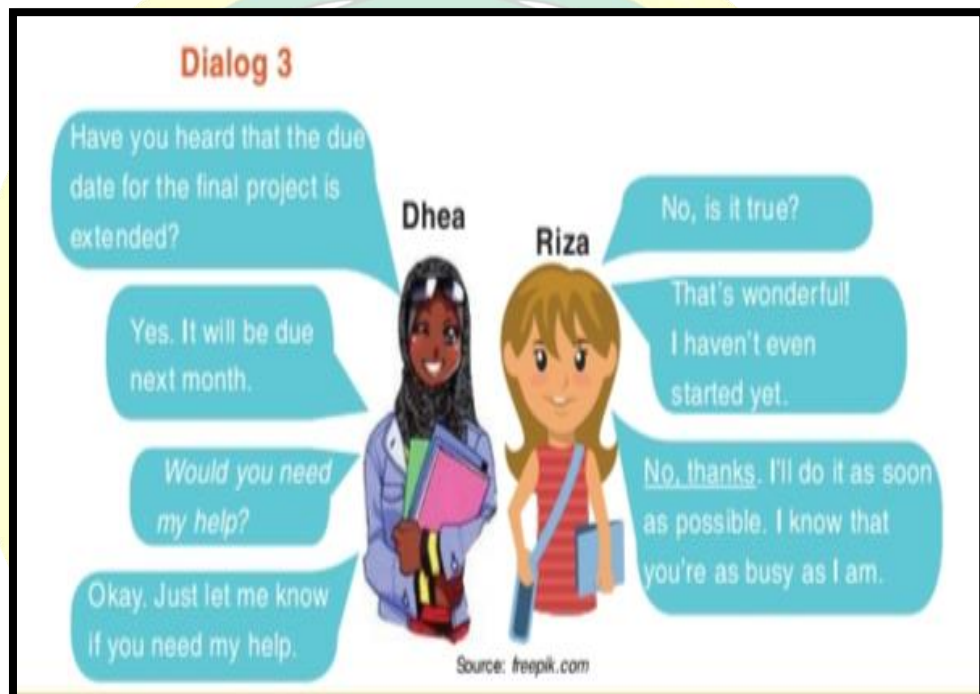 Dialog 3
Have you heard that the due
date for the final project is
extended?
Dhea
Riza
No, is it true?
Yes. It will be due
next month.
That's wonderful!
I haven't even
started yet.
Would you need
my help?
No, thanks. I'll do it as soon
as possible. I know that
you're as busy as I am.
Okay. Just let me know
if you need my help.
Source: freepik.com